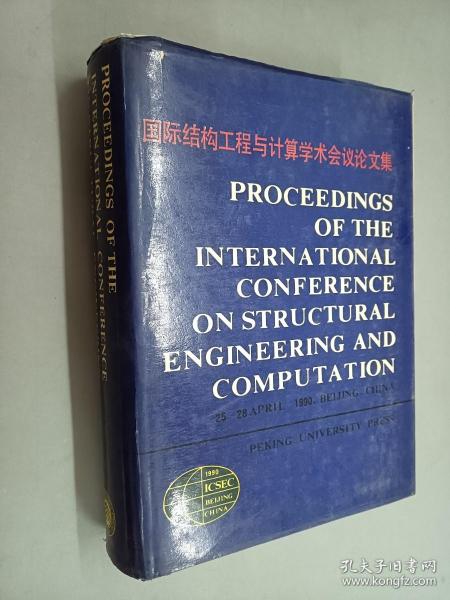 国际结构工程与计算学术会议论文集
PROCEEDINGS
OF THE
INTERNATIONAL
CONFERENCE
ON STRUCTURAL
ENGINEERING AND
COMPUTATION
25-28 APRIL 1990. BEIJING CHINA
PEKING UNIVERSITY PRESS
1990
ICSEC
BEIJING
CHINA
PROCEEDINGS OF THE
INTERNATIONAL CONFERENCE
孔夫子旧书网
www.kongfz.com